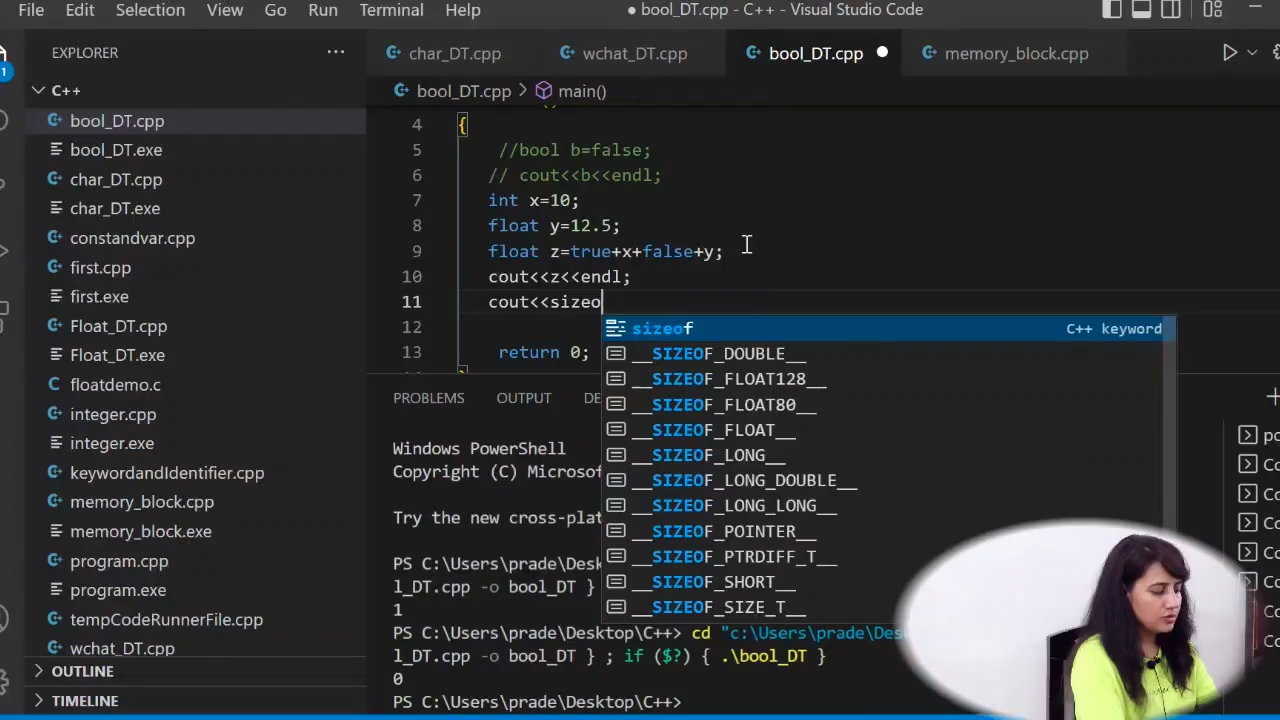 File Edit Selection View Go Run Terminal Help
● bool_DT.cpp - C++ - Visual Studio Code
EXPLORER ...
C++
bool_DT.cpp
bool_DT.exe
char_DT.cpp
char_DT.exe
constandvar.cpp
first.cpp
first.exe
Float_DT.cpp
Float_DT.exe
floatdemo.c
integer.cpp
integer.exe
keywordandIdentifier.cpp
memory_block.cpp
memory_block.exe
program.cpp
program.exe
tempCodeRunnerFile.cpp
wchat_DT.cpp
OUTLINE
TIMELINE
1
char_DT.cpp wchat_DT.cpp bool_DT.cpp ● memory_block.cpp
bool_DT.cpp > main()
4 {
5 //bool b=false;
6 // cout<<b<<endl;
7 int x=10;
8 float y=12.5;
9 float z=true+x+false+y;
10 cout<<z<<endl;
11 cout<<sizeo
12
13 return 0;
sizeof C++ keyword
__SIZEOF_DOUBLE__
__SIZEOF_FLOAT128__
__SIZEOF_FLOAT80__
__SIZEOF_FLOAT__
__SIZEOF_LONG__
__SIZEOF_LONG_DOUBLE__
__SIZEOF_LONG_LONG__
__SIZEOF_POINTER__
__SIZEOF_PTRDIFF_T__
__SIZEOF_SHORT__
__SIZEOF_SIZE_T__
PROBLEMS OUTPUT
Windows PowerShell
Copyright (C)
Try the new
PS C:\Users\prade\Desktop\C++>
l_DT.cpp -o bool_DT }
1
PS C:\Users\prade\Desktop\C++> cd "c:\Users\prade\
l_DT.cpp -o bool_DT } ; if ($?) { .\bool_DT }
0
PS C:\Users\prade\Desktop\C++>